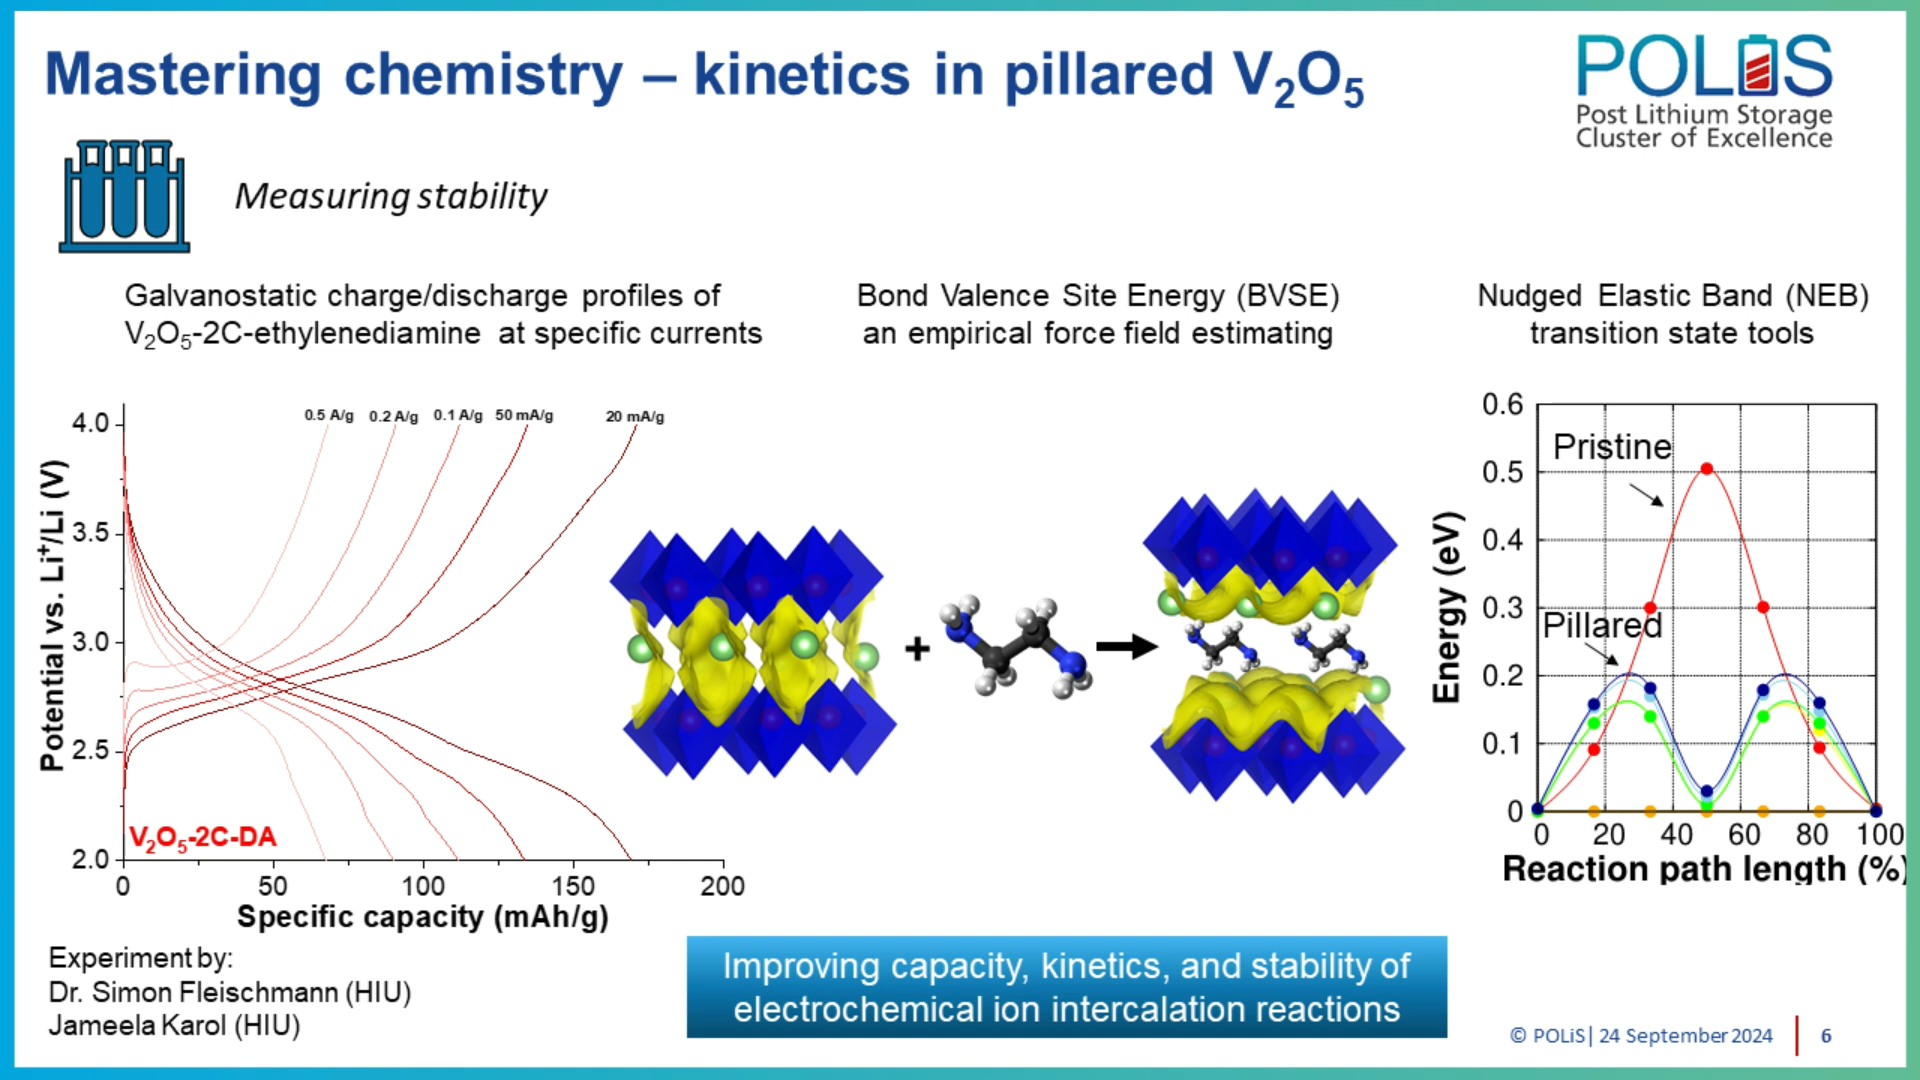 Mastering chemistry – kinetics in pillared V₂O₅
POLiS
Post Lithium Storage
Cluster of Excellence
Measuring stability
Galvanostatic charge/discharge profiles of
V₂O₅-2C-ethylenediamine at specific currents
Bond Valence Site Energy (BVSE)
an empirical force field estimating
Nudged Elastic Band (NEB)
transition state tools
Potential vs. Li⁺/Li (V)
4.0
3.5
3.0
2.5
2.0
0.5 A/g
0.2 A/g
0.1 A/g
50 mA/g
20 mA/g
V₂O₅-2C-DA
0
50
100
150
200
Specific capacity (mAh/g)
+
Energy (eV)
0.6
0.5
0.4
0.3
0.2
0.1
0
Pristine
Pillared
0
20
40
60
80
100
Reaction path length (%)
Experiment by:
Dr. Simon Fleischmann (HIU)
Jameela Karol (HIU)
Improving capacity, kinetics, and stability of
electrochemical ion intercalation reactions
© POLiS| 24 September 2024
6